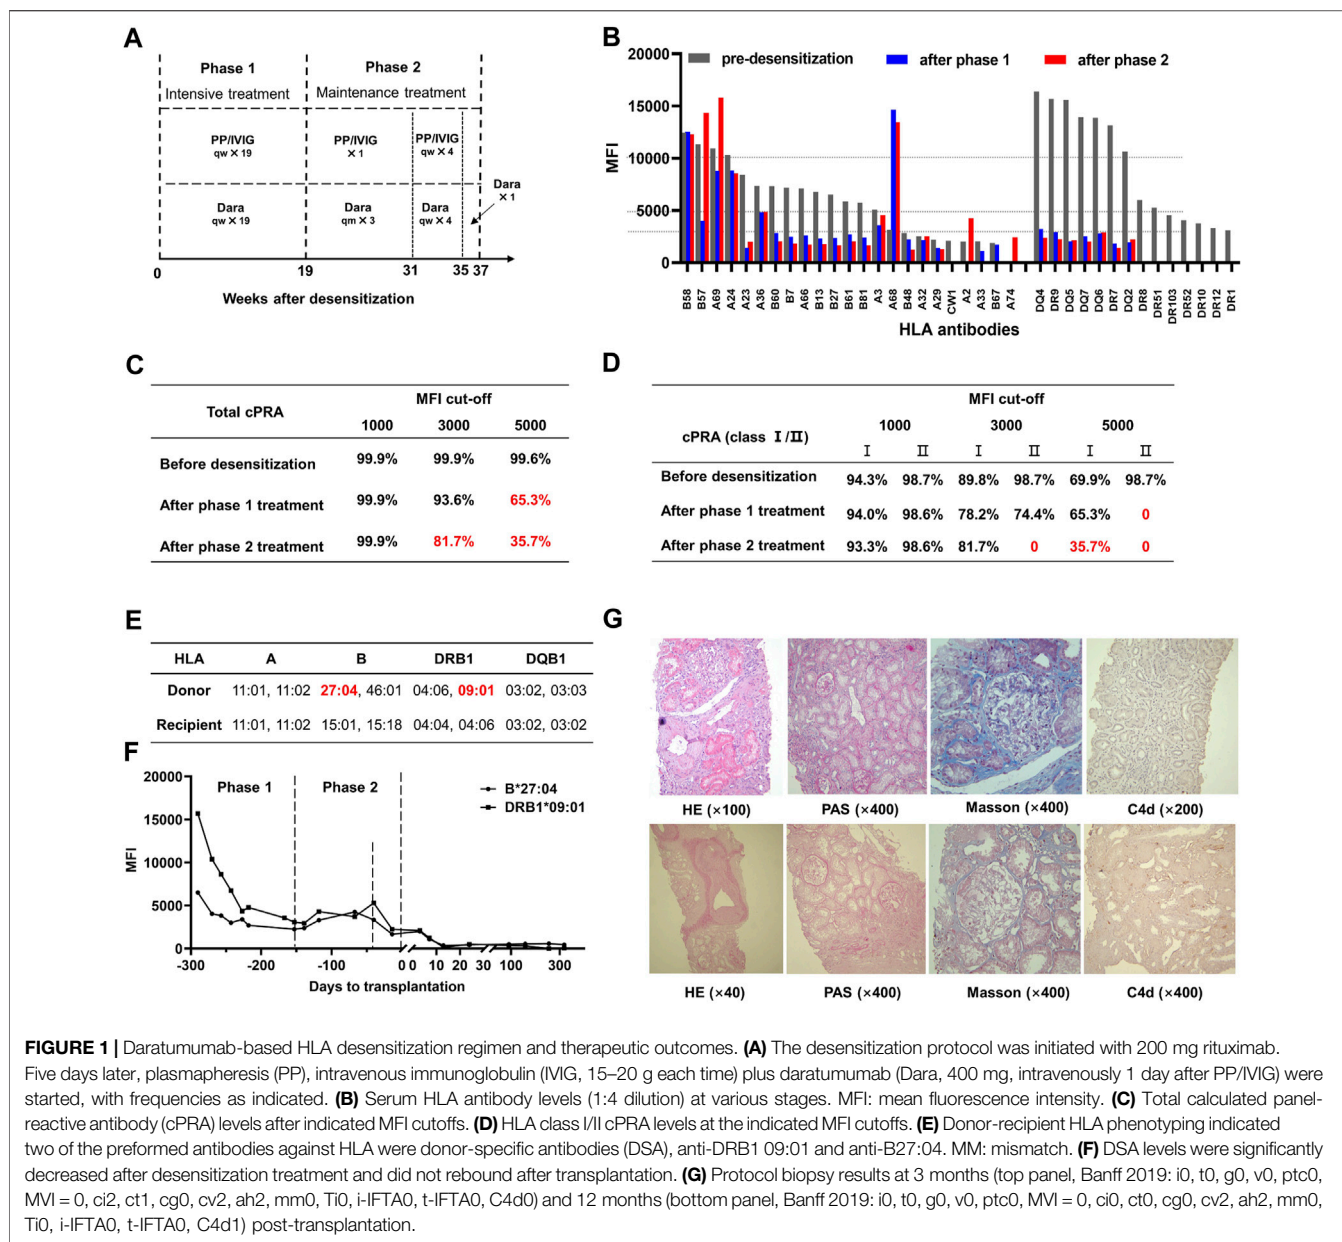 A
Phase 1
Phase 2
Intensive treatment
Maintenance treatment
PP/IVIG
qw × 19
PP/IVIG
× 1
PP/IVIG
qw × 4
Dara
qw × 19
Dara
qm × 3
Dara
qw × 4
Dara
× 1
0
19
31
35
37
Weeks after desensitization
B
pre-desensitization
after phase 1
after phase 2
MFI
20000
15000
10000
5000
0
B58 B57 A69 A24 A23 A36 B60 B7 A66 B13 B27 B61 B81 A3 A68 B48 A32 A29 CW1 A2 A33 B67 A74 DQ4 DR9 DQ5 DQ7 DQ6 DR7 DQ2 DR8 DR51 DR103 DR52 DR10 DR12 DR1
HLA antibodies
C
Total cPRA
MFI cut-off
1000 3000 5000
Before desensitization 99.9% 99.9% 99.6%
After phase 1 treatment 99.9% 93.6% 65.3%
After phase 2 treatment 99.9% 81.7% 35.7%
D
MFI cut-off
cPRA (class Ⅰ/Ⅱ)
1000 3000 5000
Ⅰ Ⅱ Ⅰ Ⅱ Ⅰ Ⅱ
Before desensitization 94.3% 98.7% 89.8% 98.7% 69.9% 98.7%
After phase 1 treatment 94.0% 98.6% 78.2% 74.4% 65.3% 0
After phase 2 treatment 93.3% 98.6% 81.7% 0 35.7% 0
E
HLA A B DRB1 DQB1
Donor 11:01, 11:02 27:04, 46:01 04:06, 09:01 03:02, 03:03
Recipient 11:01, 11:02 15:01, 15:18 04:04, 04:06 03:02, 03:02
F
Phase 1
Phase 2
B*27:04
DRB1*09:01
MFI
20000
15000
10000
5000
0
-300 -200 -100 0 0 10 20 30 100 300
Days to transplantation
G
HE (×100) PAS (×400) Masson (×400) C4d (×200)
HE (×40) PAS (×400) Masson (×400) C4d (×400)
FIGURE 1 | Daratumumab-based HLA desensitization regimen and therapeutic outcomes. (A) The desensitization protocol was initiated with 200 mg rituximab.
Five days later, plasmapheresis (PP), intravenous immunoglobulin (IVIG, 15–20 g each time) plus daratumumab (Dara, 400 mg, intravenously 1 day after PP/IVIG) were
started, with frequencies as indicated. (B) Serum HLA antibody levels (1:4 dilution) at various stages. MFI: mean fluorescence intensity. (C) Total calculated panel-
reactive antibody (cPRA) levels after indicated MFI cutoffs. (D) HLA class I/II cPRA levels at the indicated MFI cutoffs. (E) Donor-recipient HLA phenotyping indicated
two of the preformed antibodies against HLA were donor-specific antibodies (DSA), anti-DRB1 09:01 and anti-B27:04. MM: mismatch. (F) DSA levels were significantly
decreased after desensitization treatment and did not rebound after transplantation. (G) Protocol biopsy results at 3 months (top panel, Banff 2019: i0, t0, g0, v0, ptc0,
MVI = 0, ci2, ct1, cg0, cv2, ah2, mm0, Ti0, i-IFTA0, t-IFTA0, C4d0) and 12 months (bottom panel, Banff 2019: i0, t0, g0, v0, ptc0, MVI = 0, ci0, ct0, cg0, cv2, ah2, mm0,
Ti0, i-IFTA0, t-IFTA0, C4d1) post-transplantation.